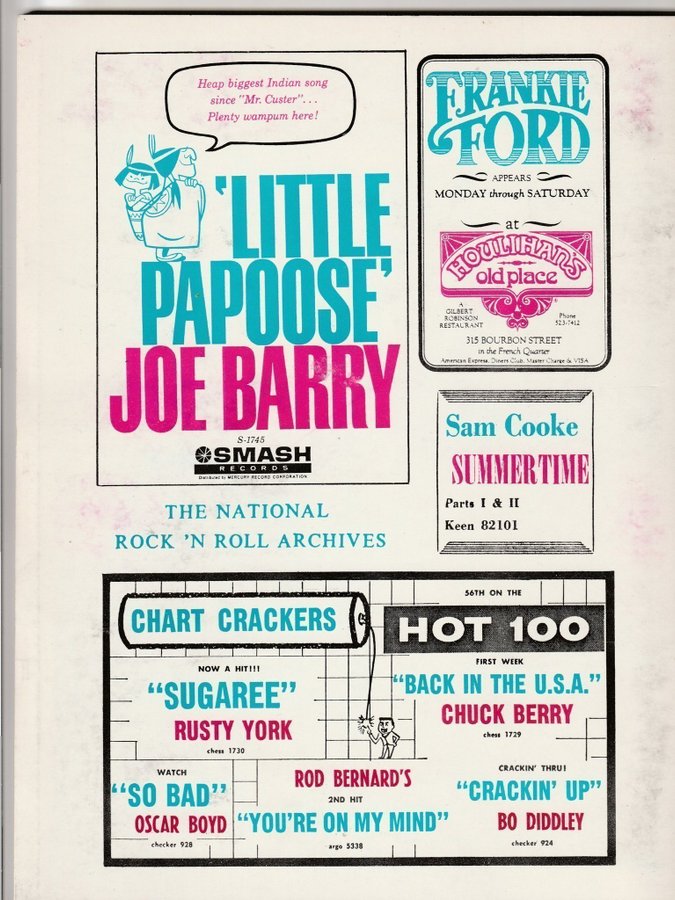 Heap biggest Indian song
since "Mr. Custer"...
Plenty wampum here!
'LITTLE
PAPOOSE'
JOE BARRY
S-1745
SMASH
RECORDS
Distributed by MERCURY RECORD CORPORATION
FRANKIE
FORD
APPEARS
MONDAY through SATURDAY
at
HOULIHAN'S
old place
A
GILBERT
ROBINSON
RESTAURANT
Phone
523-7412
315 BOURBON STREET
in the French Quarter
American Express, Diners Club, Master Charge & VISA
Sam Cooke
SUMMERTIME
Parts I & II
Keen 82101
THE NATIONAL
ROCK 'N ROLL ARCHIVES
CHART CRACKERS
56TH ON THE
HOT 100
NOW A HIT!!!
"SUGAREE"
RUSTY YORK
chess 1730
FIRST WEEK
"BACK IN THE U.S.A."
CHUCK BERRY
chess 1729
WATCH
"SO BAD"
OSCAR BOYD
checker 928
ROD BERNARD'S
2ND HIT
"YOU'RE ON MY MIND"
argo 5338
CRACKIN' THRU!
"CRACKIN' UP"
BO DIDDLEY
checker 924